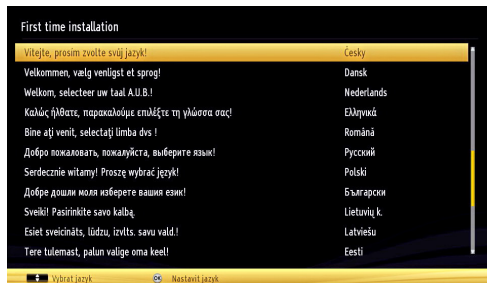 First time installation
Vítejte, prosím zvolte svůj jazyk! Česky
Velkommen, vælg venligst et sprog! Dansk
Welkom, selecteer uw taal A.U.B.! Nederlands
Καλώς ήλθατε, παρακαλούμε επιλέξτε τη γλώσσα σας! Ελληνικά
Bine aţi venit, selectaţi limba dvs ! Română
Добро пожаловать, пожалуйста, выберите язык! Русский
Serdecznie witamy! Proszę wybrać język! Polski
Добре дошли моля изберете вашия език! Български
Sveiki! Pasirinkite savo kalbą. Lietuvių k.
Esiet sveicināts, lūdzu, izvlts. savu vald.! Latviešu
Tere tulemast, palun valige oma keel! Eesti
Vybrat jazyk OK Nastavit jazyk